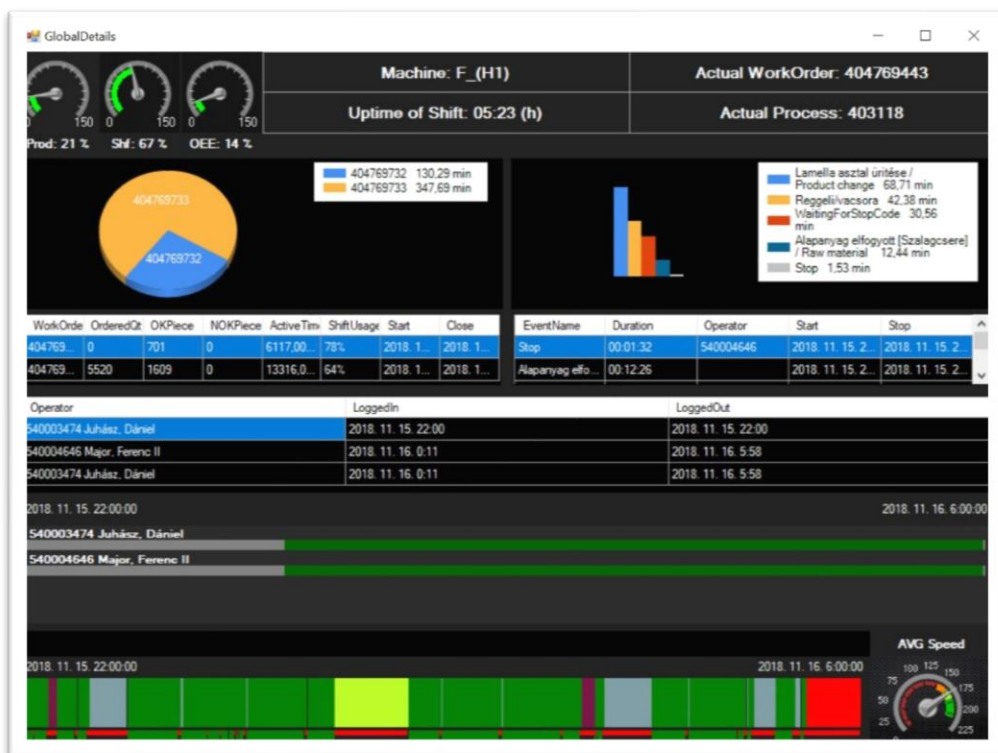 GlobalDetails
Machine: F_(H1)
Actual WorkOrder: 404769443
Uptime of Shift: 05:23 (h)
Actual Process: 403118
0 150 0 150 0 150
Prod: 21 % Shf: 67 % OEE: 14 %
404769733
404769732
404769732 130,29 min
404769733 347,69 min
Lamella asztal ürítése /
Product change 68,71 min
Reggeli/vacsora 42,38 min
WaitingForStopCode 30,56
min
Alapanyag elfogyott [Szalagcsere]
/ Raw material 12,44 min
Stop 1,53 min
WorkOrde OrderedQt OKPiece NOKPiece ActiveTim ShiftUsage Start Close
404769... 0 701 0 6117,00... 78% 2018. 1... 2018. 1...
404769... 5520 1609 0 13316,0... 64% 2018. 1... 2018. 1...
EventName Duration Operator Start Stop
Stop 00:01:32 540004646 2018. 11. 15. 2... 2018. 11. 15. 2...
Alapanyag elfo... 00:12:26 2018. 11. 15. 2... 2018. 11. 15. 2...
Operator LoggedIn LoggedOut
540003474 Juhász, Dániel 2018. 11. 15. 22:00 2018. 11. 15. 22:00
540004646 Major, Ferenc II 2018. 11. 16. 0:11 2018. 11. 16. 5:58
540003474 Juhász, Dániel 2018. 11. 16. 0:11 2018. 11. 16. 5:58
2018. 11. 15. 22:00:00 2018. 11. 16. 6:00:00
540003474 Juhász, Dániel
540004646 Major, Ferenc II
AVG Speed
2018. 11. 15. 22:00:00 2018. 11. 16. 6:00:00
0 25 50 75 100 125 150 175 200 225